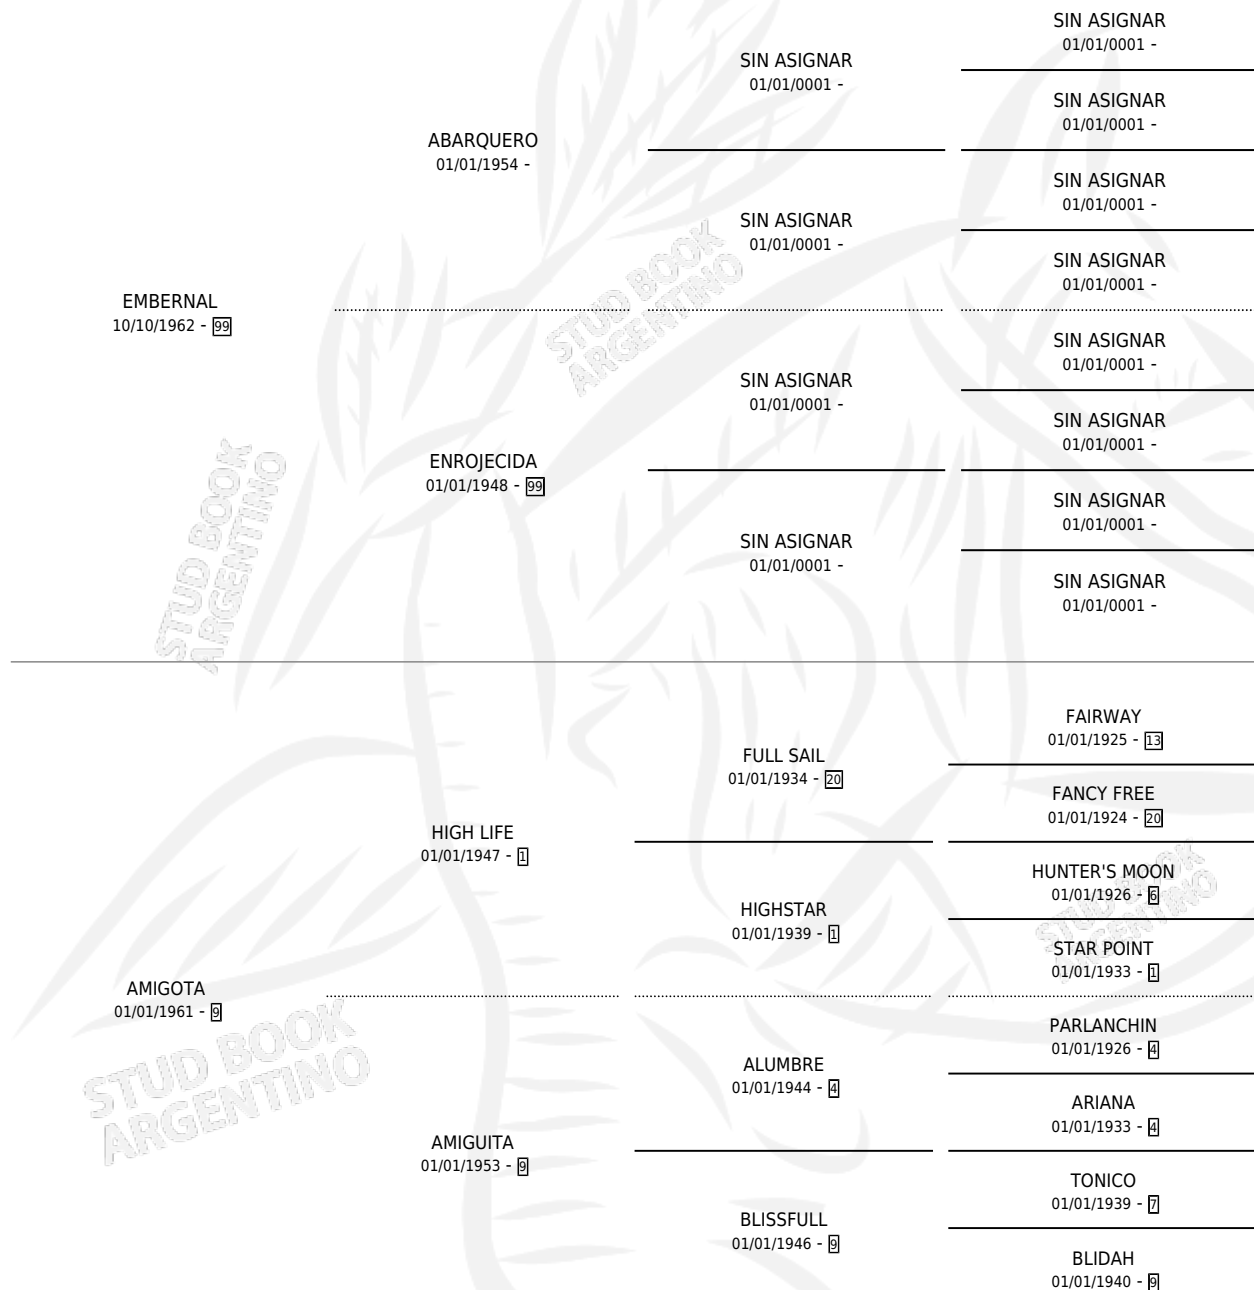 SIN ASIGNAR
01/01/0001 -
SIN ASIGNAR
01/01/0001 -
SIN ASIGNAR
01/01/0001 -
ABARQUERO
01/01/1954 -
SIN ASIGNAR
01/01/0001 -
SIN ASIGNAR
01/01/0001 -
SIN ASIGNAR
01/01/0001 -
EMBERNAL
10/10/1962 - 99
SIN ASIGNAR
01/01/0001 -
SIN ASIGNAR
01/01/0001 -
SIN ASIGNAR
01/01/0001 -
ENROJECIDA
01/01/1948 - 99
SIN ASIGNAR
01/01/0001 -
SIN ASIGNAR
01/01/0001 -
SIN ASIGNAR
01/01/0001 -
STUD BOOK
ARGENTINO
STUD BOOK
ARGENTINO
FAIRWAY
01/01/1925 - 13
FULL SAIL
01/01/1934 - 20
FANCY FREE
01/01/1924 - 20
HIGH LIFE
01/01/1947 - 1
HUNTER'S MOON
01/01/1926 - 6
HIGHSTAR
01/01/1939 - 1
STAR POINT
01/01/1933 - 1
AMIGOTA
01/01/1961 - 9
PARLANCHIN
01/01/1926 - 4
ALUMBRE
01/01/1944 - 4
ARIANA
01/01/1933 - 4
AMIGUITA
01/01/1953 - 9
TONICO
01/01/1939 - 7
BLISSFULL
01/01/1946 - 9
BLIDAH
01/01/1940 - 9
STUD BOOK
ARGENTINO
STUD BOOK
ARGENTINO